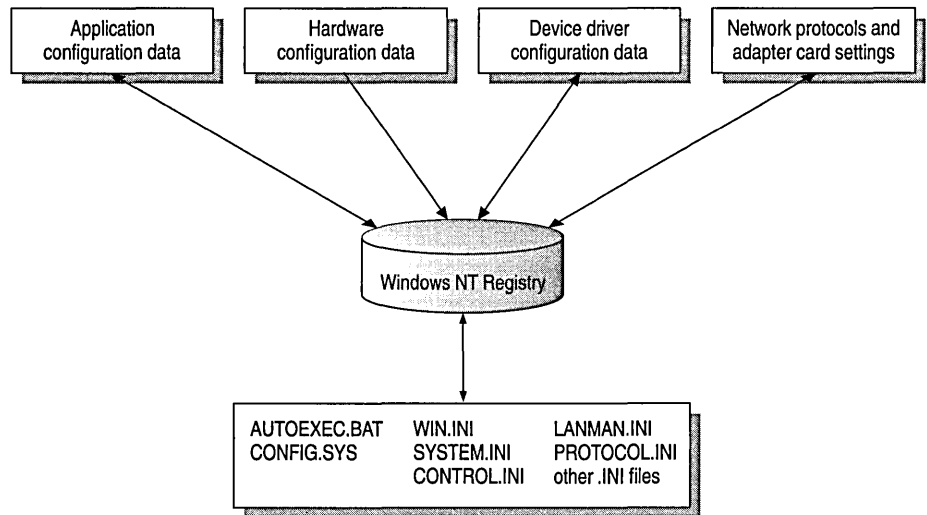 Application
configuration data
Hardware
configuration data
Device driver
configuration data
Network protocols and
adapter card settings
Windows NT Registry
AUTOEXEC.BAT WIN.INI LANMAN.INI
CONFIG.SYS SYSTEM.INI PROTOCOL.INI
CONTROL.INI other .INI files